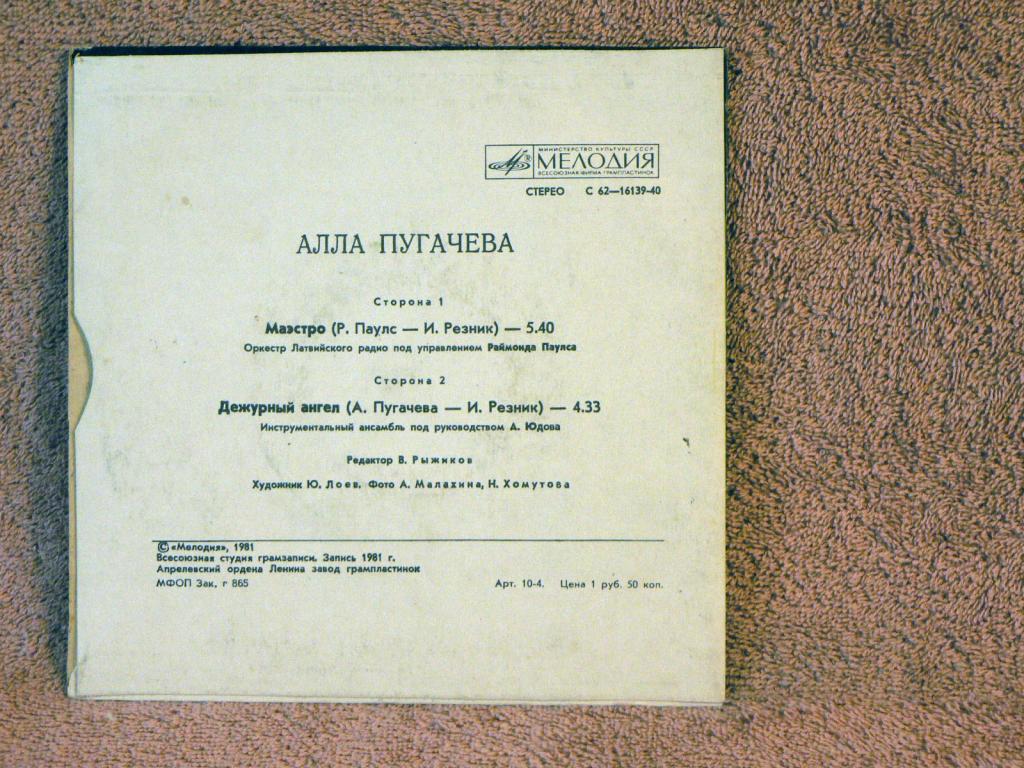 МИНИСТЕРСТВО КУЛЬТУРЫ СССР
МЕЛОДИЯ
ВСЕСОЮЗНАЯ ФИРМА ГРАМПЛАСТИНОК
СТЕРЕО С 62—16139-40
АЛЛА ПУГАЧЕВА
Сторона 1
Маэстро (Р. Паулс — И. Резник) — 5.40
Оркестр Латвийского радио под управлением Раймонда Паулса
Сторона 2
Дежурный ангел (А. Пугачева — И. Резник) — 4.33
Инструментальный ансамбль под руководством А. Юдова
Редактор В. Рыжиков
Художник Ю. Лоев. Фото А. Малахина, Н. Хомутова
© «Мелодия», 1981
Всесоюзная студия грамзаписи. Запись 1981 г.
Апрелевский ордена Ленина завод грампластинок
МФОП Зак. г 865 Арт. 10-4. Цена 1 руб. 50 коп.